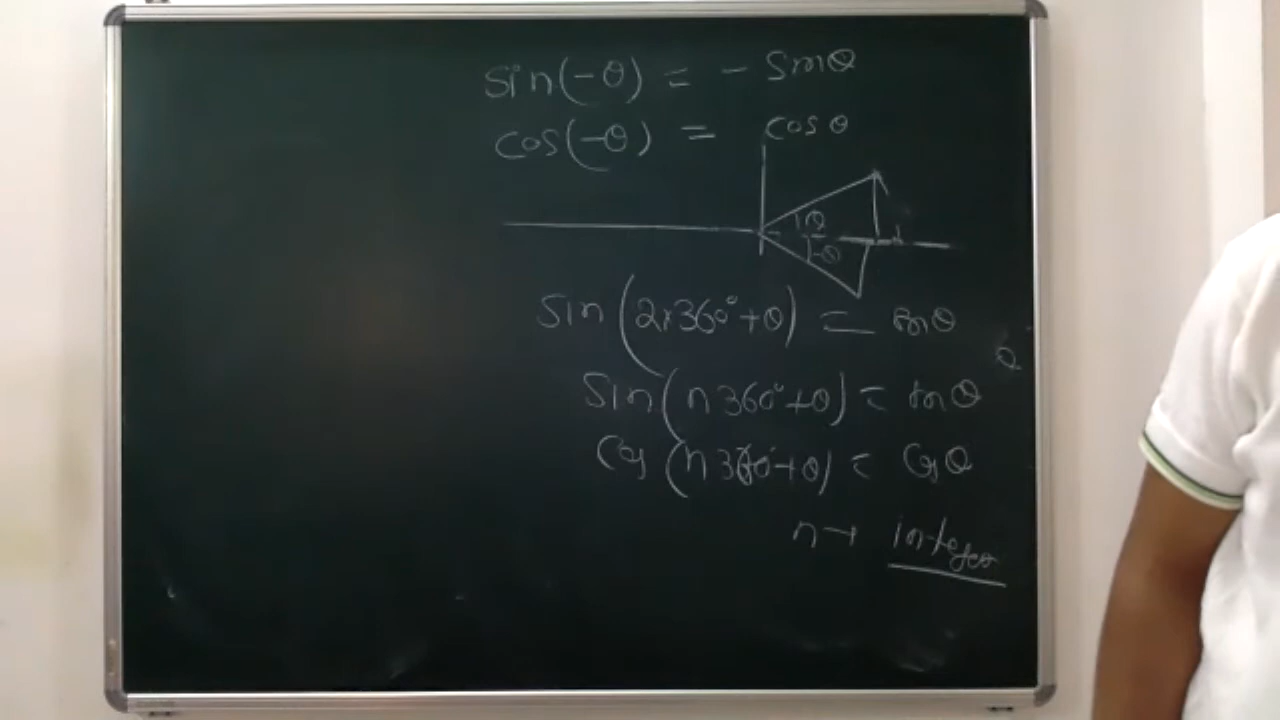 sin(-θ) = - sinθ
cos(-θ) = cosθ
θ
-θ
sin(2×360°+θ) = sinθ
sin(n360°+θ) = sinθ
cos(n360°+θ) = cosθ
n→ integer